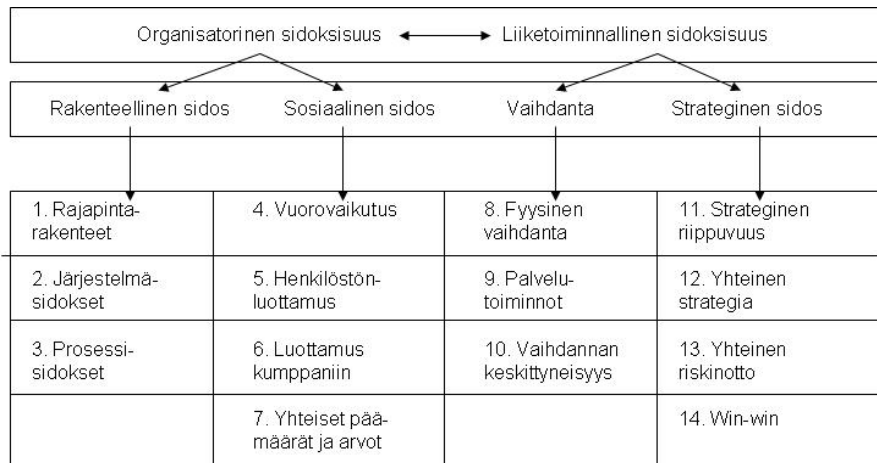 Organisatorinen sidoksisuus Liiketoiminnallinen sidoksisuus
Rakenteellinen sidos Sosiaalinen sidos Vaihdanta Strateginen sidos
1. Rajapinta- 4. Vuorovaikutus 8. Fyysinen 11. Strateginen
rakenteet vaihdanta riippuvuus
2. Järjestelmä- 5. Henkilöstön- 9. Palvelu- 12. Yhteinen
sidokset luottamus toiminnot strategia
3. Prosessi- 6. Luottamus 10. Vaihdannan 13. Yhteinen
sidokset kumppaniin keskittyneisyys riskinotto
7. Yhteiset pää- 14. Win-win
määrät ja arvot